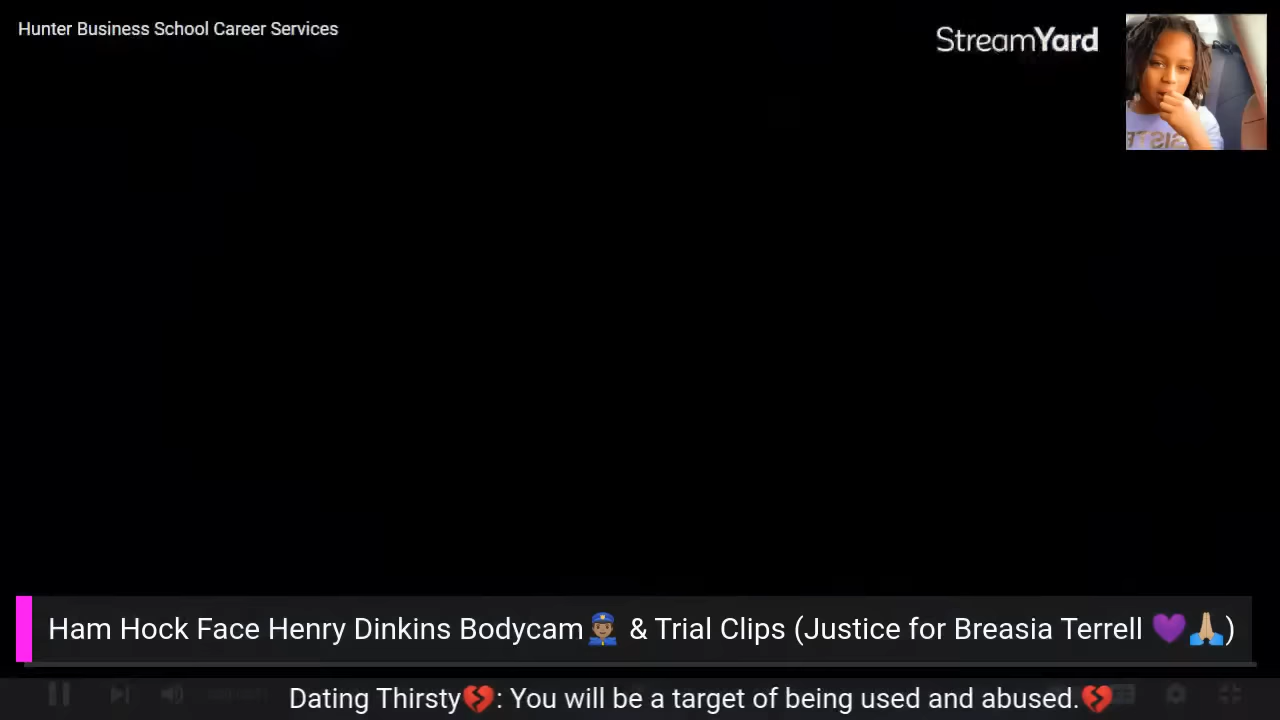 Hunter Business School Career Services
StreamYard
Ham Hock Face Henry Dinkins Bodycam👮🏽 & Trial Clips (Justice for Breasia Terrell 💜🙏🏼)
Dating Thirsty💔: You will be a target of being used and abused.💔